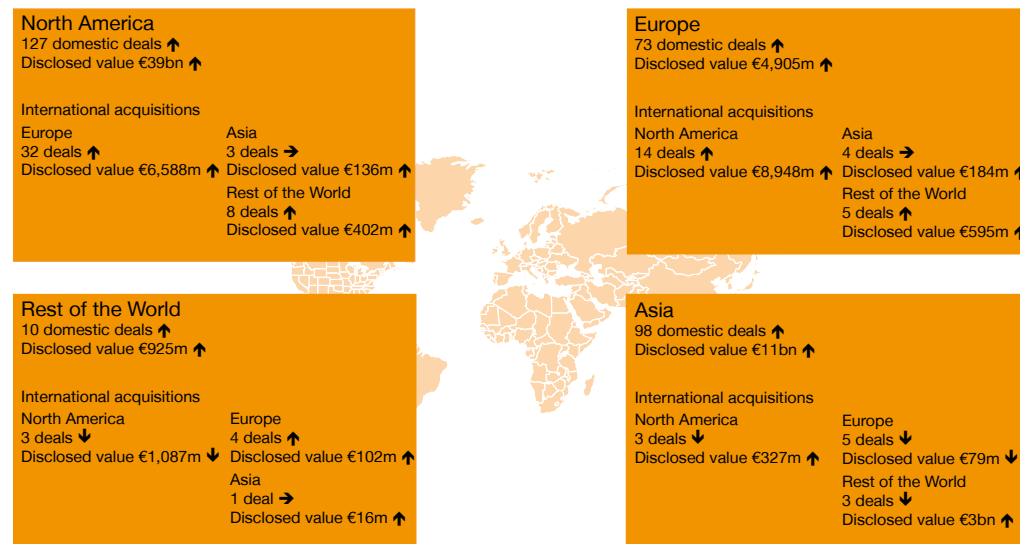 North America
127 domestic deals ↑
Disclosed value €39bn ↑
International acquisitions
Europe
32 deals ↑
Disclosed value €6,588m ↑
Asia
3 deals →
Disclosed value €136m ↑
Rest of the World
8 deals ↑
Disclosed value €402m ↑
Europe
73 domestic deals ↑
Disclosed value €4,905m ↑
International acquisitions
North America
14 deals ↑
Disclosed value €8,948m ↑
Asia
4 deals →
Disclosed value €184m ↑
Rest of the World
5 deals ↑
Disclosed value €595m ↑
Rest of the World
10 domestic deals ↑
Disclosed value €925m ↑
International acquisitions
North America
3 deals ↓
Disclosed value €1,087m ↓
Europe
4 deals ↑
Disclosed value €102m ↑
Asia
1 deal →
Disclosed value €16m ↑
Asia
98 domestic deals ↑
Disclosed value €11bn ↑
International acquisitions
North America
3 deals ↓
Disclosed value €327m ↑
Europe
5 deals ↓
Disclosed value €79m ↓
Rest of the World
3 deals ↓
Disclosed value €3bn ↑